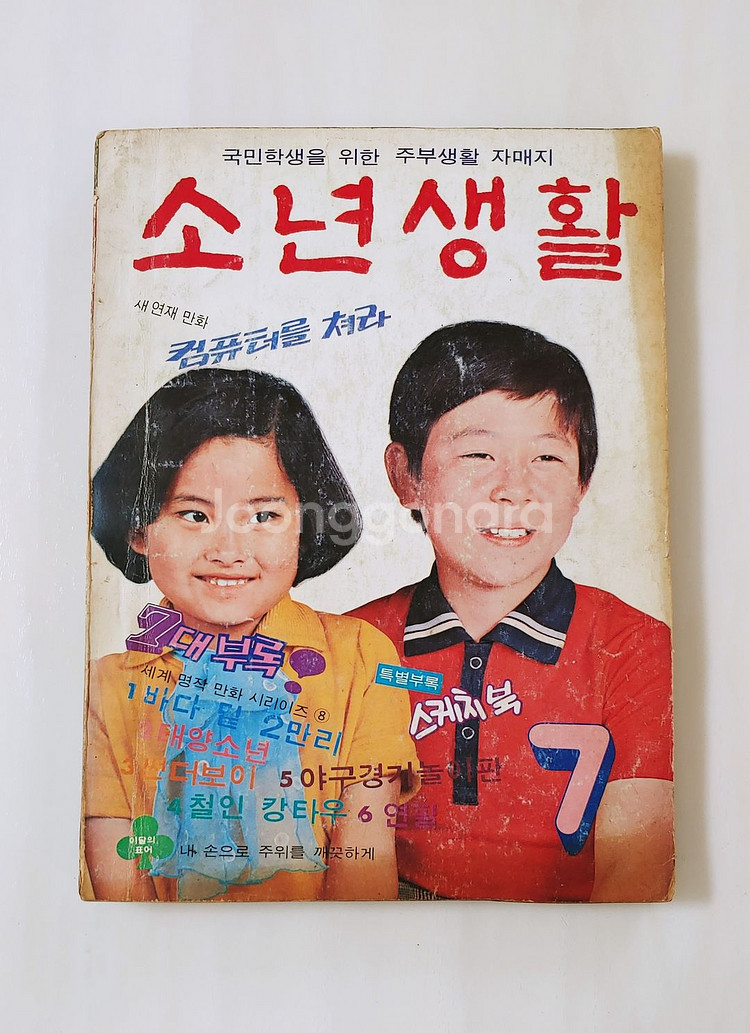 국민학생을 위한 주부생활 자매지
소년생활
새 연재 만화
컴퓨터를 쳐라
Joonggonara
7대부록
세계 명작 만화 시리이즈 ⑧
1 바다 밑 2만리
2 태양소년
3 썬더보이
4 철인 캉타우
5 야구경기놀이판
6 연필
특별부록
스케치북
7
이달의
표어
내 손으로 주위를 깨끗하게